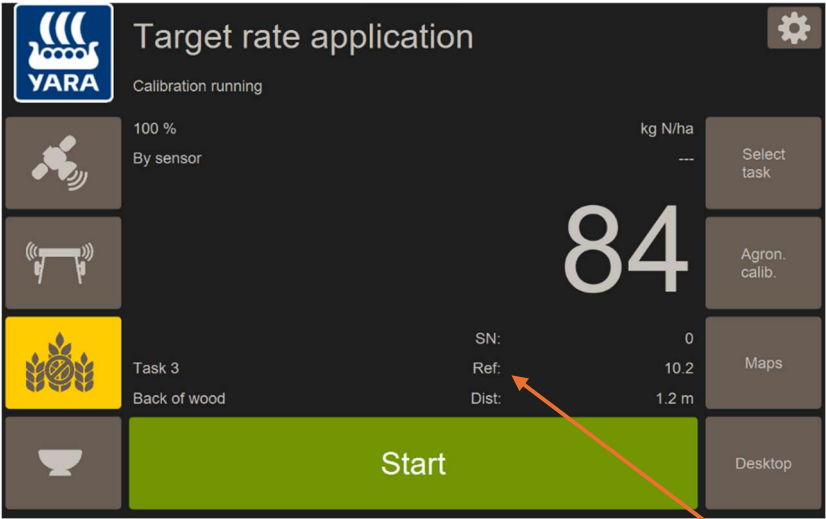 YARA
Target rate application
Calibration running
100 %
kg N/ha
By sensor
---
Select
task
84
Agron.
calib.
SN:
0
Task 3
Ref:
10.2
Maps
Back of wood
Dist:
1.2 m
Start
Desktop